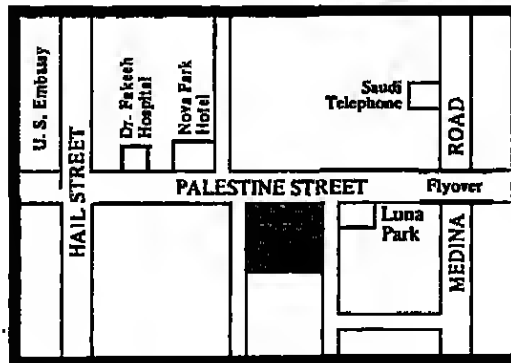 U. S. Embassy
HAIL STREET
Dr. Fakeeh
Hospital
Nova Park
Hotel
Saudi
Telephone
ROAD
PALESTINE STREET
Flyover
Luna
Park
MEDINA